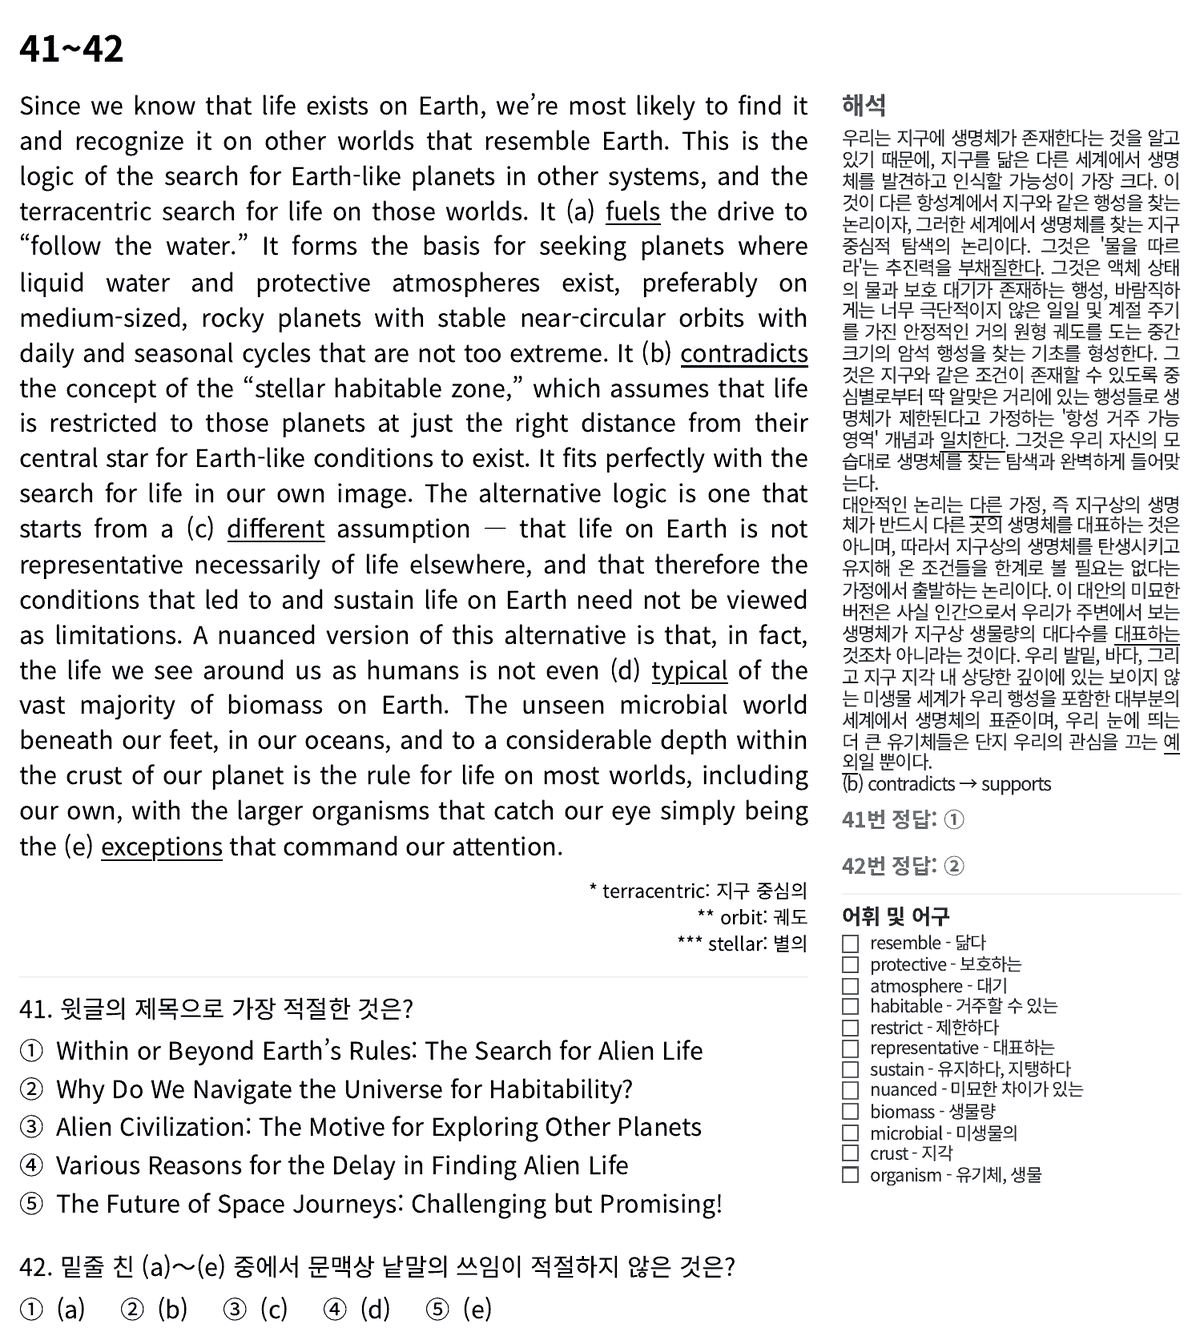 41~42
Since we know that life exists on Earth, we’re most likely to find it
and recognize it on other worlds that resemble Earth. This is the
logic of the search for Earth-like planets in other systems, and the
terracentric search for life on those worlds. It (a) fuels the drive to
“follow the water.” It forms the basis for seeking planets where
liquid water and protective atmospheres exist, preferably on
medium-sized, rocky planets with stable near-circular orbits with
daily and seasonal cycles that are not too extreme. It (b) contradicts
the concept of the “stellar habitable zone,” which assumes that life
is restricted to those planets at just the right distance from their
central star for Earth-like conditions to exist. It fits perfectly with the
search for life in our own image. The alternative logic is one that
starts from a (c) different assumption — that life on Earth is not
representative necessarily of life elsewhere, and that therefore the
conditions that led to and sustain life on Earth need not be viewed
as limitations. A nuanced version of this alternative is that, in fact,
the life we see around us as humans is not even (d) typical of the
vast majority of biomass on Earth. The unseen microbial world
beneath our feet, in our oceans, and to a considerable depth within
the crust of our planet is the rule for life on most worlds, including
our own, with the larger organisms that catch our eye simply being
the (e) exceptions that command our attention.
* terracentric: 지구 중심의
** orbit: 궤도
*** stellar: 별의
41. 윗글의 제목으로 가장 적절한 것은?
① Within or Beyond Earth’s Rules: The Search for Alien Life
② Why Do We Navigate the Universe for Habitability?
③ Alien Civilization: The Motive for Exploring Other Planets
④ Various Reasons for the Delay in Finding Alien Life
⑤ The Future of Space Journeys: Challenging but Promising!
42. 밑줄 친 (a)～(e) 중에서 문맥상 낱말의 쓰임이 적절하지 않은 것은?
① (a) ② (b) ③ (c) ④ (d) ⑤ (e)
해석
우리는 지구에 생명체가 존재한다는 것을 알고
있기 때문에, 지구를 닮은 다른 세계에서 생명
체를 발견하고 인식할 가능성이 가장 크다. 이
것이 다른 항성계에서 지구와 같은 행성을 찾는
논리이자, 그러한 세계에서 생명체를 찾는 지구
중심적 탐색의 논리이다. 그것은 '물을 따르
라'는 추진력을 부채질한다. 그것은 액체 상태
의 물과 보호 대기가 존재하는 행성, 바람직하
게는 너무 극단적이지 않은 일일 및 계절 주기
를 가진 안정적인 거의 원형 궤도를 도는 중간
크기의 암석 행성을 찾는 기초를 형성한다. 그
것은 지구와 같은 조건이 존재할 수 있도록 중
심별로부터 딱 알맞은 거리에 있는 행성들로 생
명체가 제한된다고 가정하는 '항성 거주 가능
영역' 개념과 일치한다. 그것은 우리 자신의 모
습대로 생명체를 찾는 탐색과 완벽하게 들어맞
는다.
대안적인 논리는 다른 가정, 즉 지구상의 생명
체가 반드시 다른 곳의 생명체를 대표하는 것은
아니며, 따라서 지구상의 생명체를 탄생시키고
유지해 온 조건들을 한계로 볼 필요는 없다는
가정에서 출발하는 논리이다. 이 대안의 미묘한
버전은 사실 인간으로서 우리가 주변에서 보는
생명체가 지구상 생물량의 대다수를 대표하는
것조차 아니라는 것이다. 우리 발밑, 바다, 그리
고 지구 지각 내 상당한 깊이에 있는 보이지 않
는 미생물 세계가 우리 행성을 포함한 대부분의
세계에서 생명체의 표준이며, 우리 눈에 띄는
더 큰 유기체들은 단지 우리의 관심을 끄는 예
외일 뿐이다.
(b) contradicts → supports
41번 정답: ①
42번 정답: ②
어휘 및 어구
□ resemble - 닮다
□ protective - 보호하는
□ atmosphere - 대기
□ habitable - 거주할 수 있는
□ restrict - 제한하다
□ representative - 대표하는
□ sustain - 유지하다, 지탱하다
□ nuanced - 미묘한 차이가 있는
□ biomass - 생물량
□ microbial - 미생물의
□ crust - 지각
□ organism - 유기체, 생물